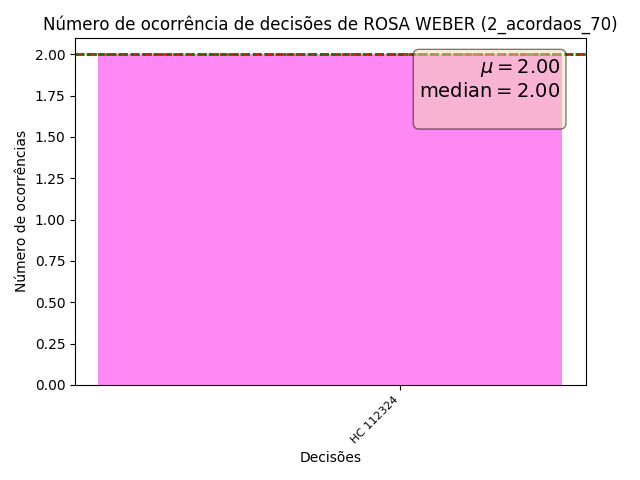 Número de ocorrência de decisões de ROSA WEBER (2_acordaos_70)
μ = 2.00
median = 2.00
Número de ocorrências
2.00
1.75
1.50
1.25
1.00
0.75
0.50
0.25
0.00
HC 112324
Decisões